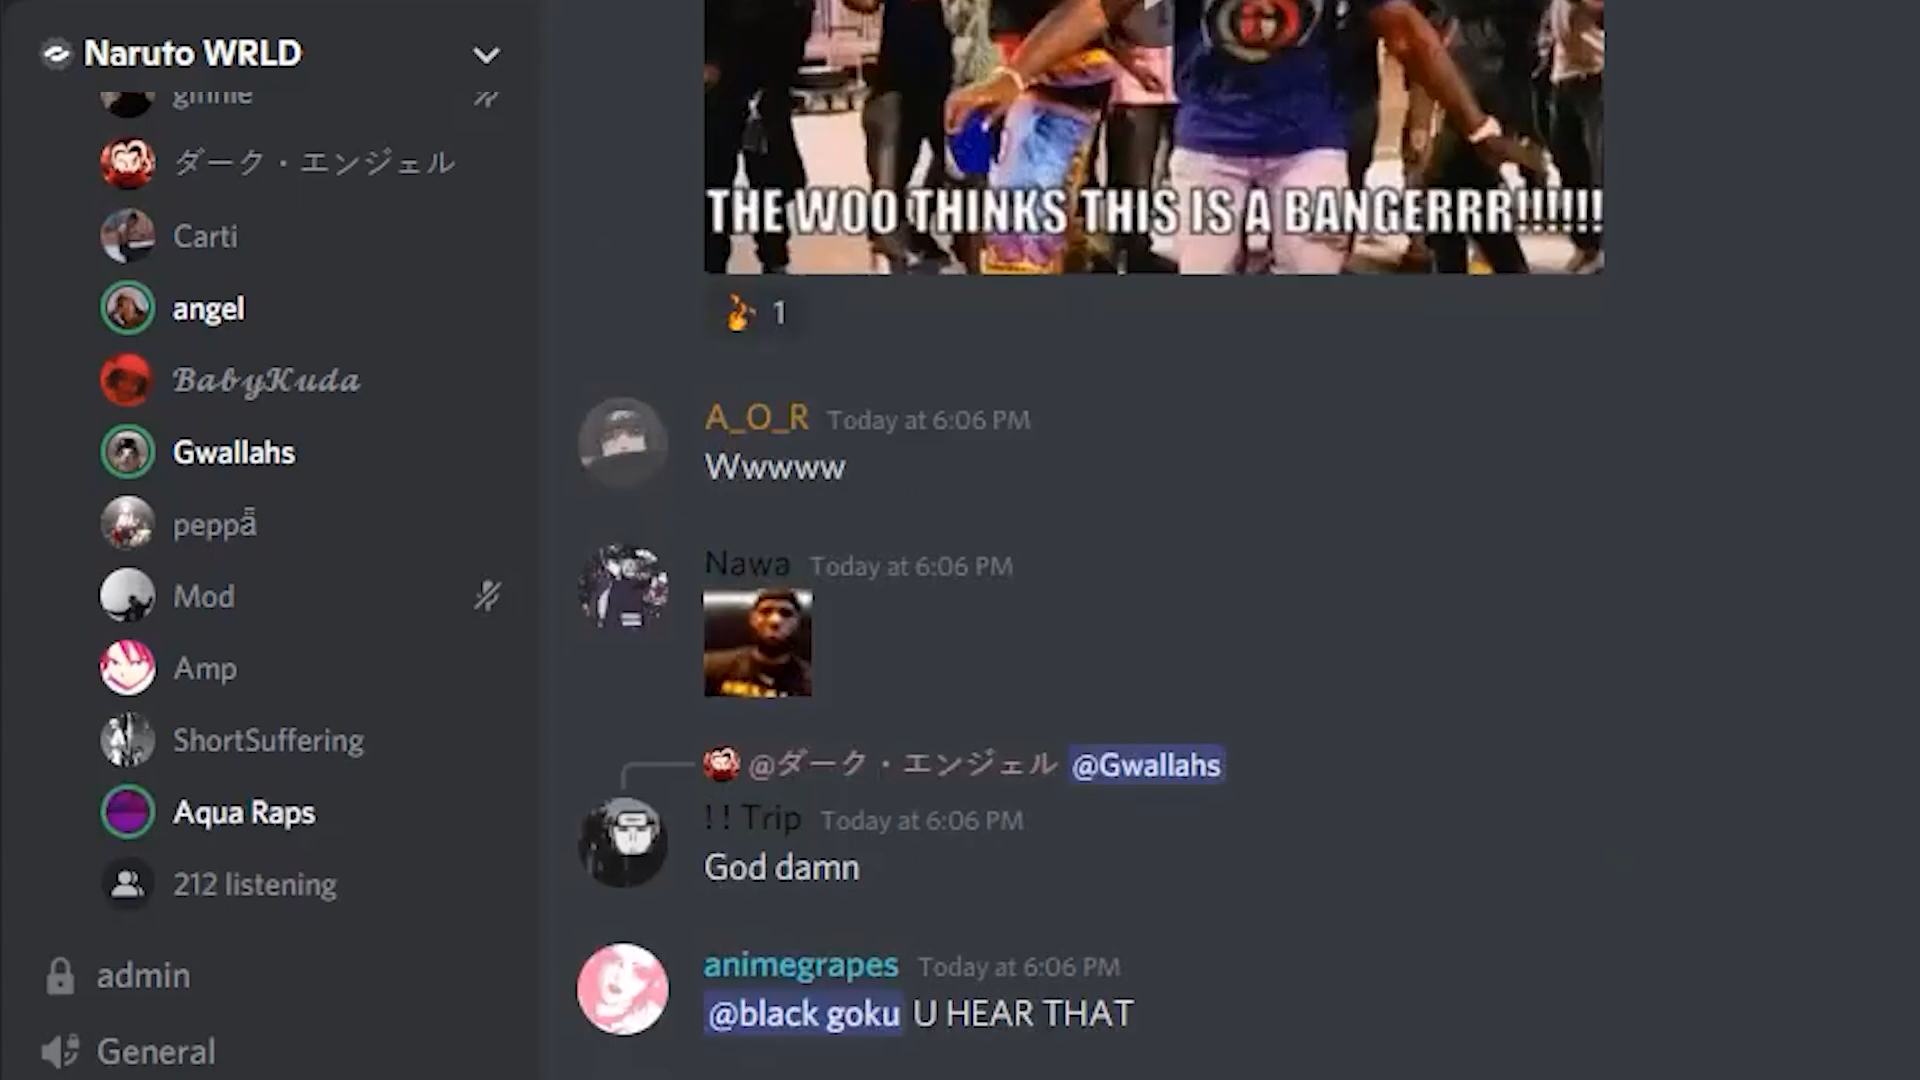 Naruto WRLD
ginnie
ダーク・エンジェル
Carti
angel
𝓑𝓪𝓫𝔂𝓚𝓾𝓭𝓪
Gwallahs
peppǟ
Mod
Amp
ShortSuffering
Aqua Raps
212 listening
admin
General
THE WOO THINKS THIS IS A BANGERRR!!!!!!
1
A_O_R Today at 6:06 PM
Wwwww
Nawa Today at 6:06 PM
@ダーク・エンジェル @Gwallahs
!! Trip Today at 6:06 PM
God damn
animegrapes Today at 6:06 PM
@black goku U HEAR THAT